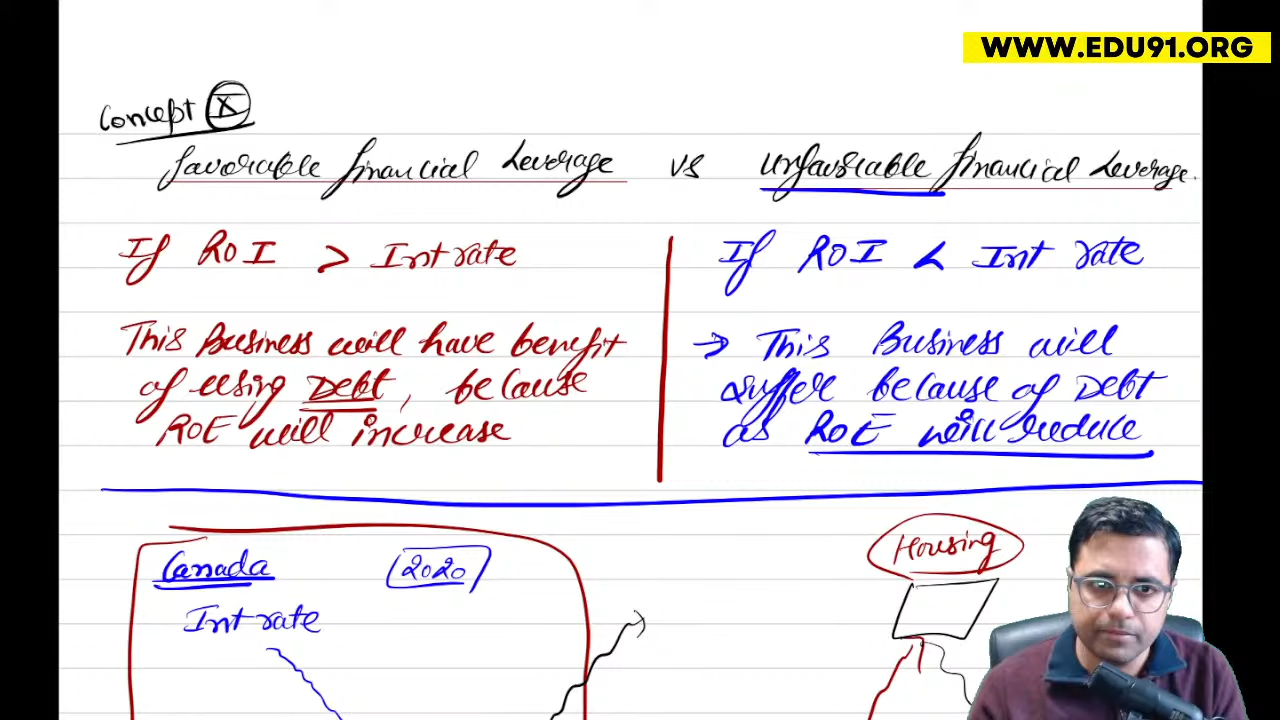 WWW.EDU91.ORG
Concept X
favorable financial Leverage vs unfavorable financial Leverage.
If ROI > Int rate
This Business will have benefit
of using Debt, because
ROE will increase
If ROI < Int rate
→ This Business will
suffer because of Debt
as ROE will reduce
Canada 2020
Int rate
Housing